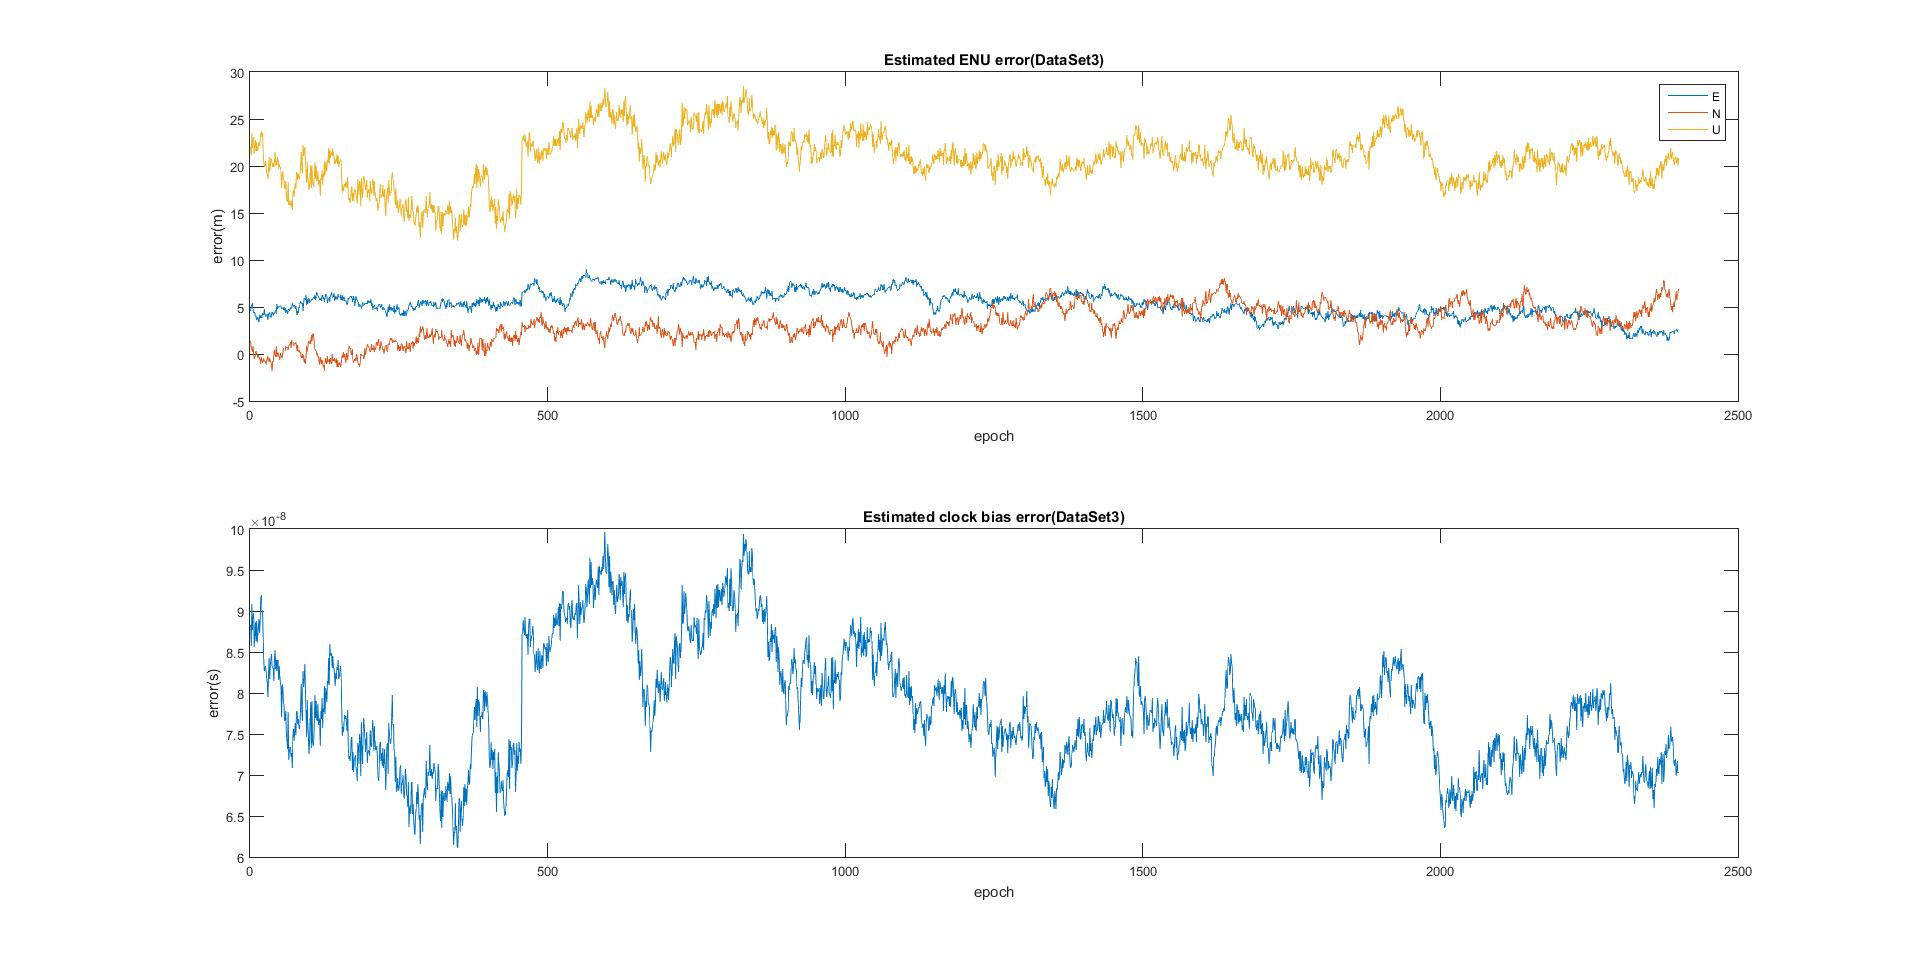 Estimated ENU error(DataSet3)
30
25
20
15
10
5
0
-5
error(m)
E
N
U
0 500 1000 1500 2000 2500
epoch
Estimated clock bias error(DataSet3)
×10-8
10
9.5
9
8.5
8
7.5
7
6.5
6
error(s)
0 500 1000 1500 2000 2500
epoch